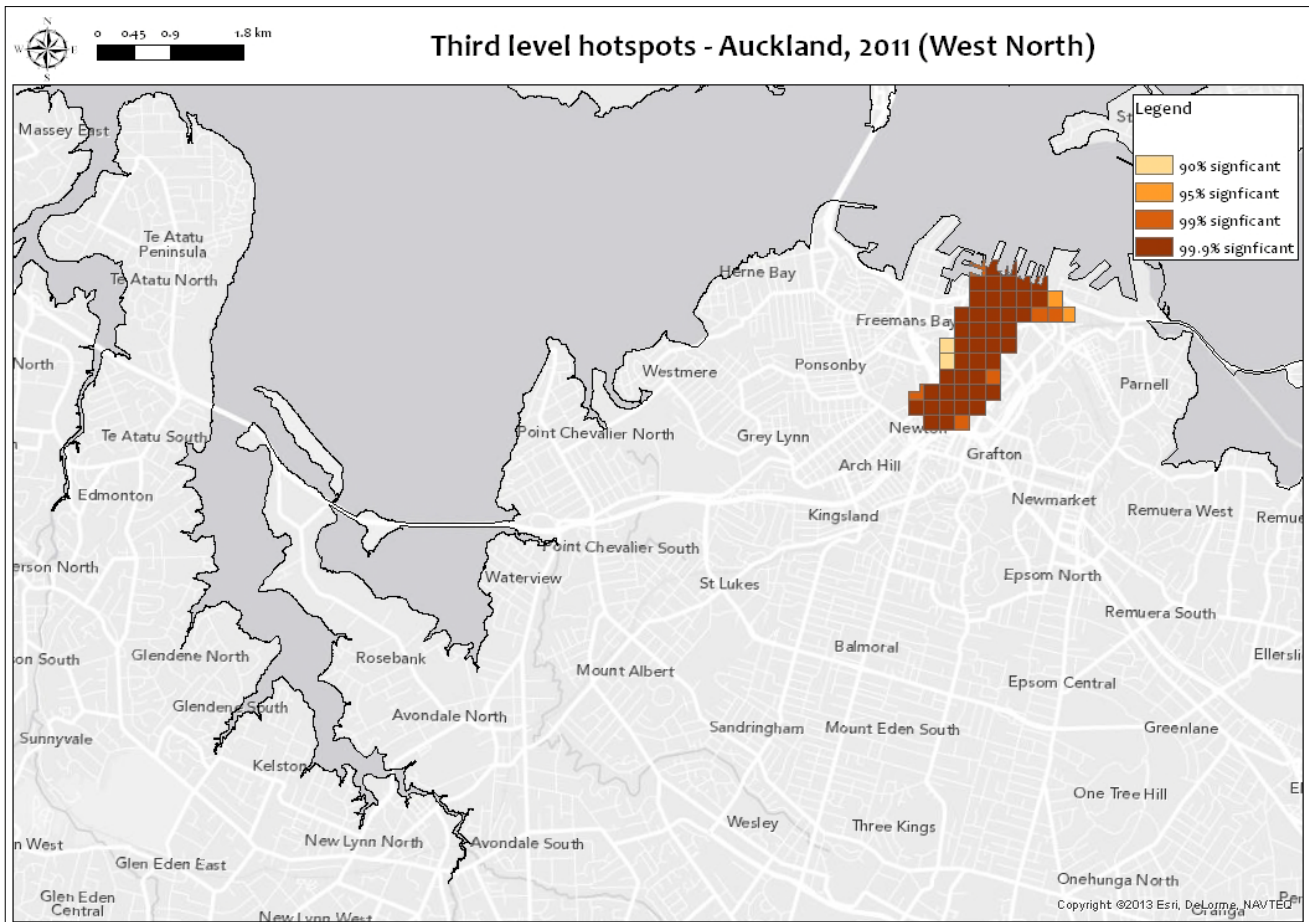 N
W E
S
0 0.45 0.9 1.8 km
Third level hotspots - Auckland, 2011 (West North)
Legend
90% signficant
95% signficant
99% signficant
99.9% signficant
St
Massey East
Te Atatu
Peninsula
Te Atatu North
Herne Bay
Freemans Bay
North
Westmere
Ponsonby
Parnell
Te Atatu South
Point Chevalier North
Grey Lynn
Newton
Arch Hill
Grafton
Edmonton
Newmarket
Remuera West
Remue
Kingsland
Point Chevalier South
erson North
Waterview
St Lukes
Epsom North
Remuera South
on South
Glendene North
Rosebank
Balmoral
Ellersli
Mount Albert
Epsom Central
Glendene South
Avondale North
Sandringham
Mount Eden South
Greenlane
Sunnyvale
Kelston
One Tree Hill
El
Wesley
Three Kings
n West
New Lynn North
Avondale South
Glen Eden East
Onehunga North
Glen Eden
Central
New Lynn West
Copyright ©2013 Esri, DeLorme, NAVTEQ
Oranga
Pen